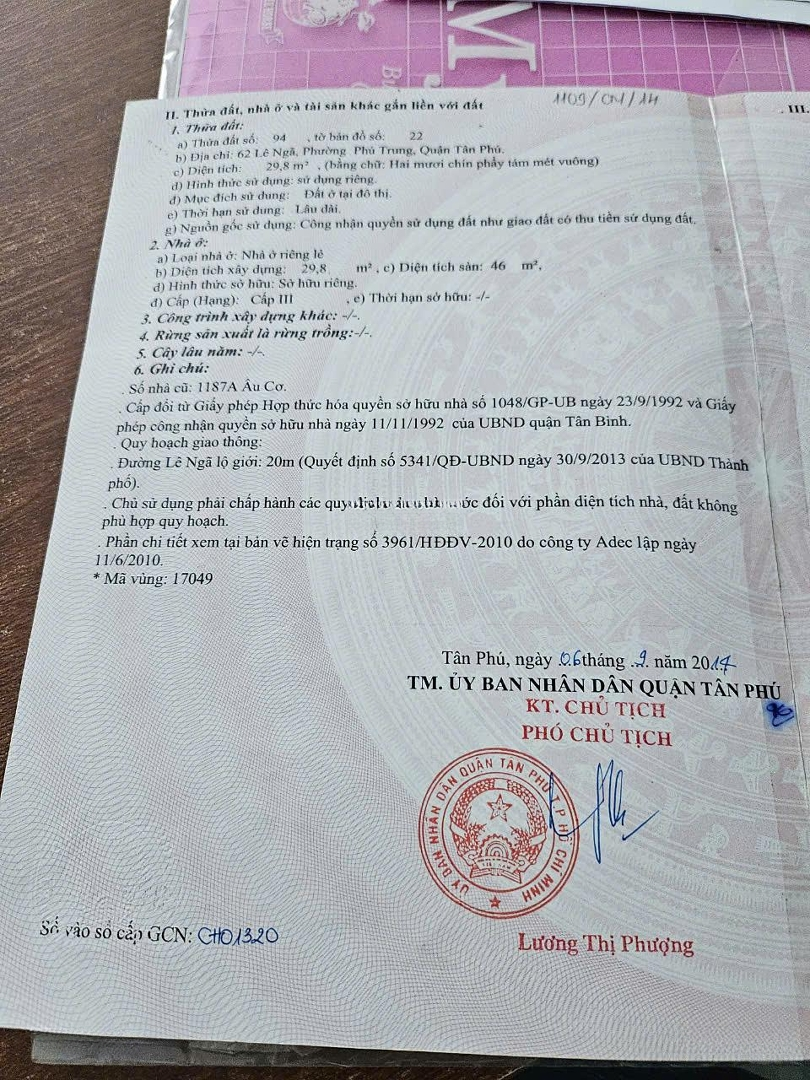 M
1109/CN/14
III.
II. Thửa đất, nhà ở và tài sản khác gắn liền với đất
1. Thửa đất:
a) Thửa đất số: 94 , tờ bản đồ số: 22
b) Địa chỉ: 62 Lê Ngã, Phường Phú Trung, Quận Tân Phú.
c) Diện tích: 29,8 m² , (bằng chữ: Hai mươi chín phẩy tám mét vuông)
d) Hình thức sử dụng: sử dụng riêng.
đ) Mục đích sử dụng: Đất ở tại đô thị.
e) Thời hạn sử dụng: Lâu dài.
g) Nguồn gốc sử dụng: Công nhận quyền sử dụng đất như giao đất có thu tiền sử dụng đất.
2. Nhà ở:
a) Loại nhà ở: Nhà ở riêng lẻ
b) Diện tích xây dựng: 29,8 m² , c) Diện tích sàn: 46 m²,
d) Hình thức sở hữu: Sở hữu riêng.
đ) Cấp (Hạng): Cấp III , e) Thời hạn sở hữu: -/-
3. Công trình xây dựng khác: -/-.
4. Rừng sản xuất là rừng trồng:-/-.
5. Cây lâu năm: -/-.
6. Ghi chú:
. Số nhà cũ: 1187A Âu Cơ.
. Cấp đổi từ Giấy phép Hợp thức hóa quyền sở hữu nhà số 1048/GP-UB ngày 23/9/1992 và Giấy
phép công nhận quyền sở hữu nhà ngày 11/11/1992 của UBND quận Tân Bình.
. Quy hoạch giao thông:
. Đường Lê Ngã lộ giới: 20m (Quyết định số 5341/QĐ-UBND ngày 30/9/2013 của UBND Thành
phố).
. Chủ sử dụng phải chấp hành các đối với phần diện tích nhà, đất không
phù hợp quy hoạch.
. Phần chi tiết xem tại bản vẽ hiện trạng số 3961/HĐĐV-2010 do công ty Adec lập ngày
11/6/2010.
* Mã vùng: 17049
Tân Phú, ngày 06 tháng .9. năm 2014
TM. ỦY BAN NHÂN DÂN QUẬN TÂN PHÚ
KT. CHỦ TỊCH
PHÓ CHỦ TỊCH
ỦY BAN NHÂN DÂN QUẬN TÂN PHÚ T.P HỒ CHÍ MINH
Lương Thị Phượng
Số vào sổ cấp GCN: CH01320